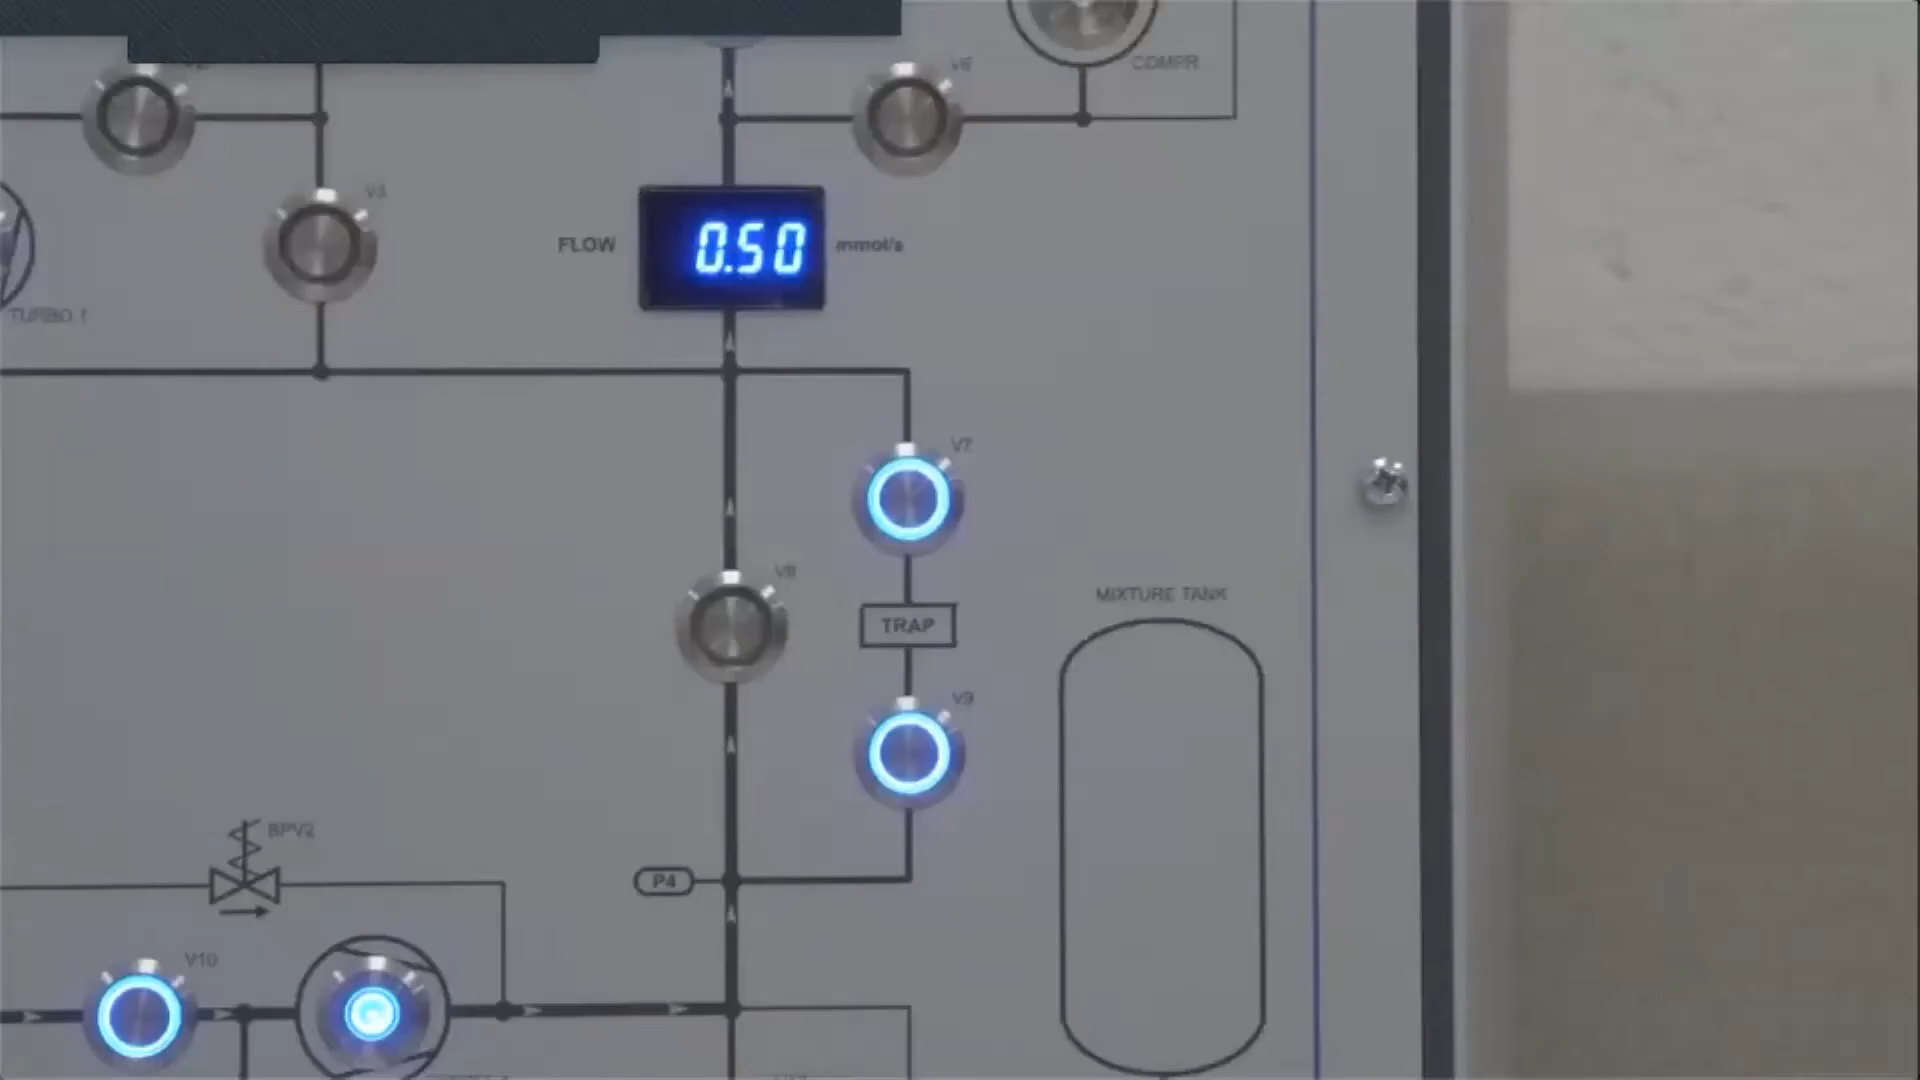 V6
COMPR
V3
FLOW
0.50
mmol/s
TURBO 1
V7
V8
TRAP
MIXTURE TANK
V9
BPV2
P4
V10